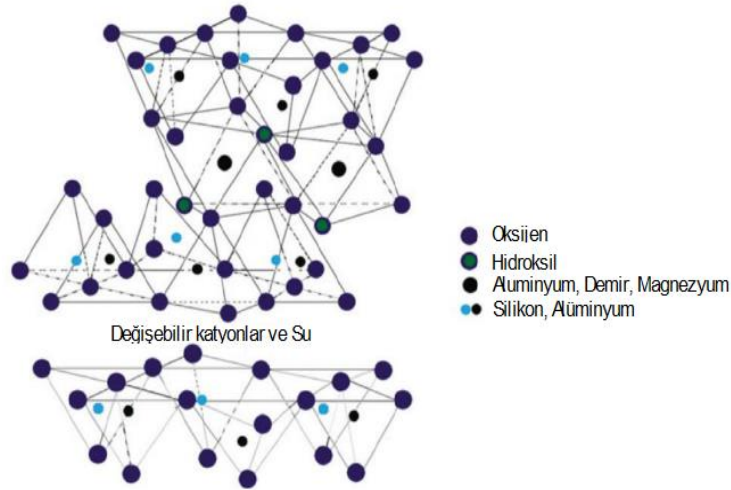 Oksijen
Hidroksil
Aluminyum, Demir, Magnezyum
Silikon, Alüminyum
Değişebilir katyonlar ve Su